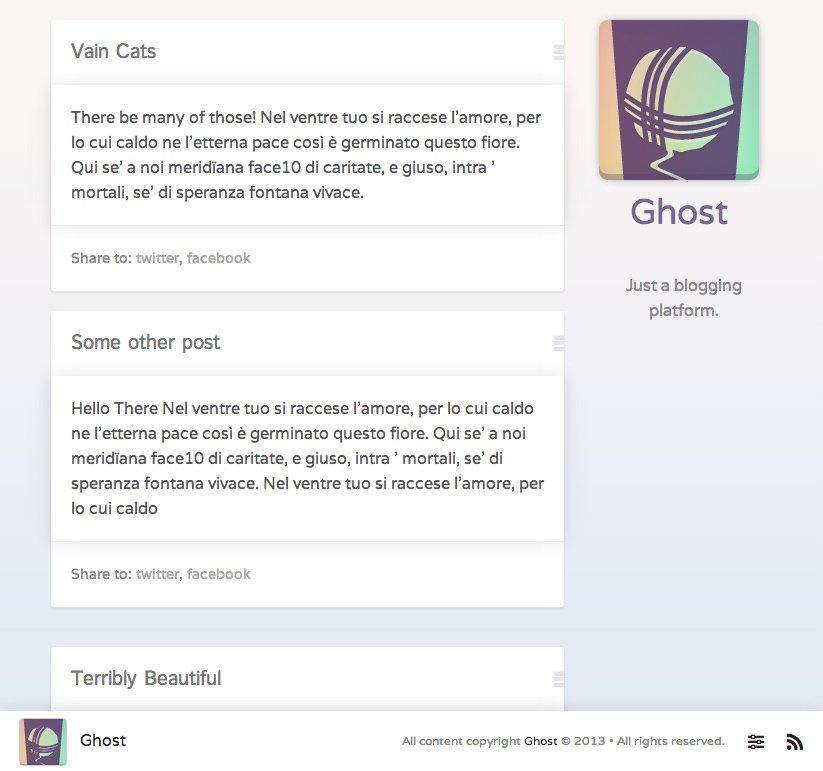 Vain Cats
There be many of those! Nel ventre tuo si raccese l’amore, per
lo cui caldo ne l’etterna pace così è germinato questo fiore.
Qui se’ a noi meridïana face10 di caritate, e giuso, intra ’
mortali, se’ di speranza fontana vivace.
Share to: twitter, facebook
Some other post
Hello There Nel ventre tuo si raccese l’amore, per lo cui caldo
ne l’etterna pace così è germinato questo fiore. Qui se’ a noi
meridïana face10 di caritate, e giuso, intra ’ mortali, se’ di
speranza fontana vivace. Nel ventre tuo si raccese l’amore, per
lo cui caldo
Share to: twitter, facebook
Terribly Beautiful
Ghost
Just a blogging
platform.
Ghost
All content copyright Ghost © 2013 • All rights reserved.